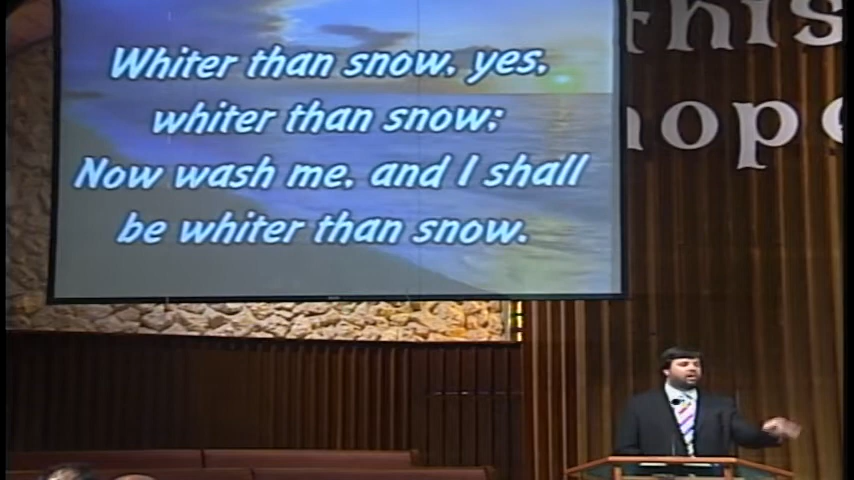 Whiter than snow, yes,
whiter than snow;
Now wash me, and I shall
be whiter than snow.
this
hope